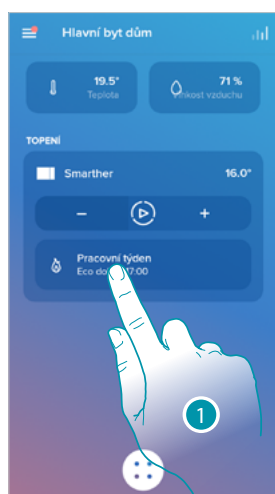 Hlavní byt dům
19.5°
Teplota
71 %
vzduchu
TOPENÍ
Smarther
16.0°
–
+
Pracovní týden
Eco do 17:00
1